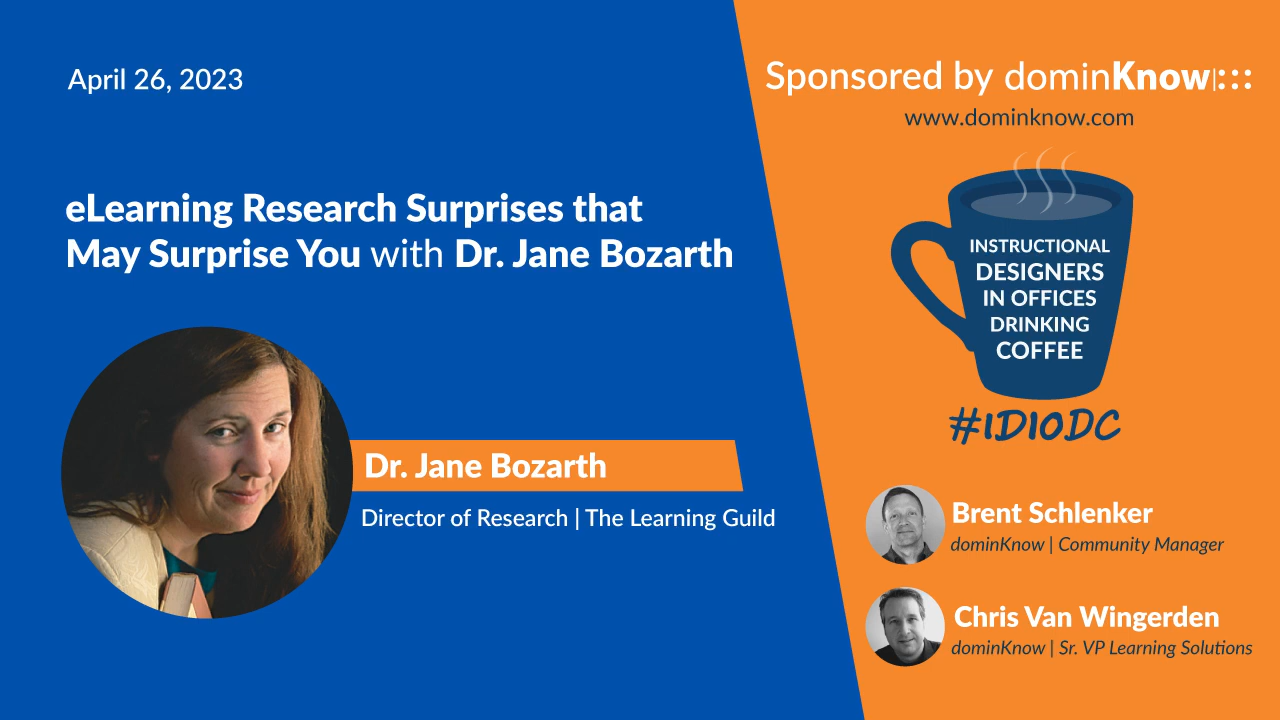 April 26, 2023
eLearning Research Surprises that
May Surprise You with Dr. Jane Bozarth
Dr. Jane Bozarth
Director of Research | The Learning Guild
Sponsored by dominKnow
www.dominknow.com
INSTRUCTIONAL
DESIGNERS
IN OFFICES
DRINKING
COFFEE
#IDIODC
Brent Schlenker
dominKnow | Community Manager
Chris Van Wingerden
dominKnow | Sr. VP Learning Solutions